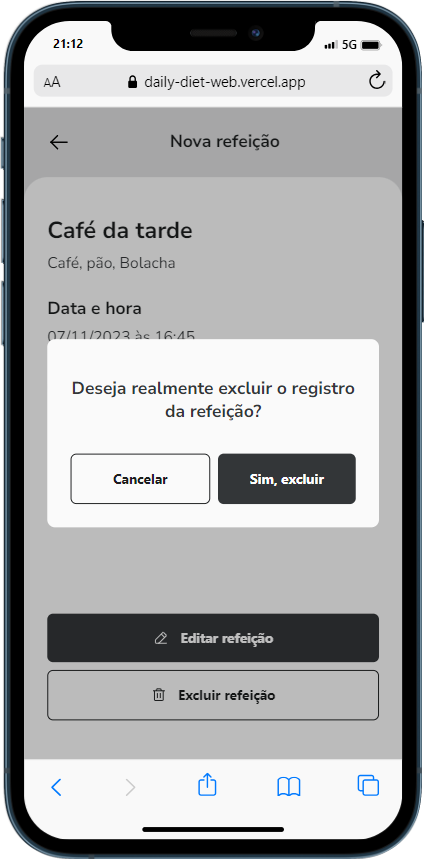 21:12
5G
AA
daily-diet-web.vercel.app
Nova refeição
Café da tarde
Café, pão, Bolacha
Data e hora
07/11/2023 às 16:45
Deseja realmente excluir o registro
da refeição?
Cancelar
Sim, excluir
Editar refeição
Excluir refeição